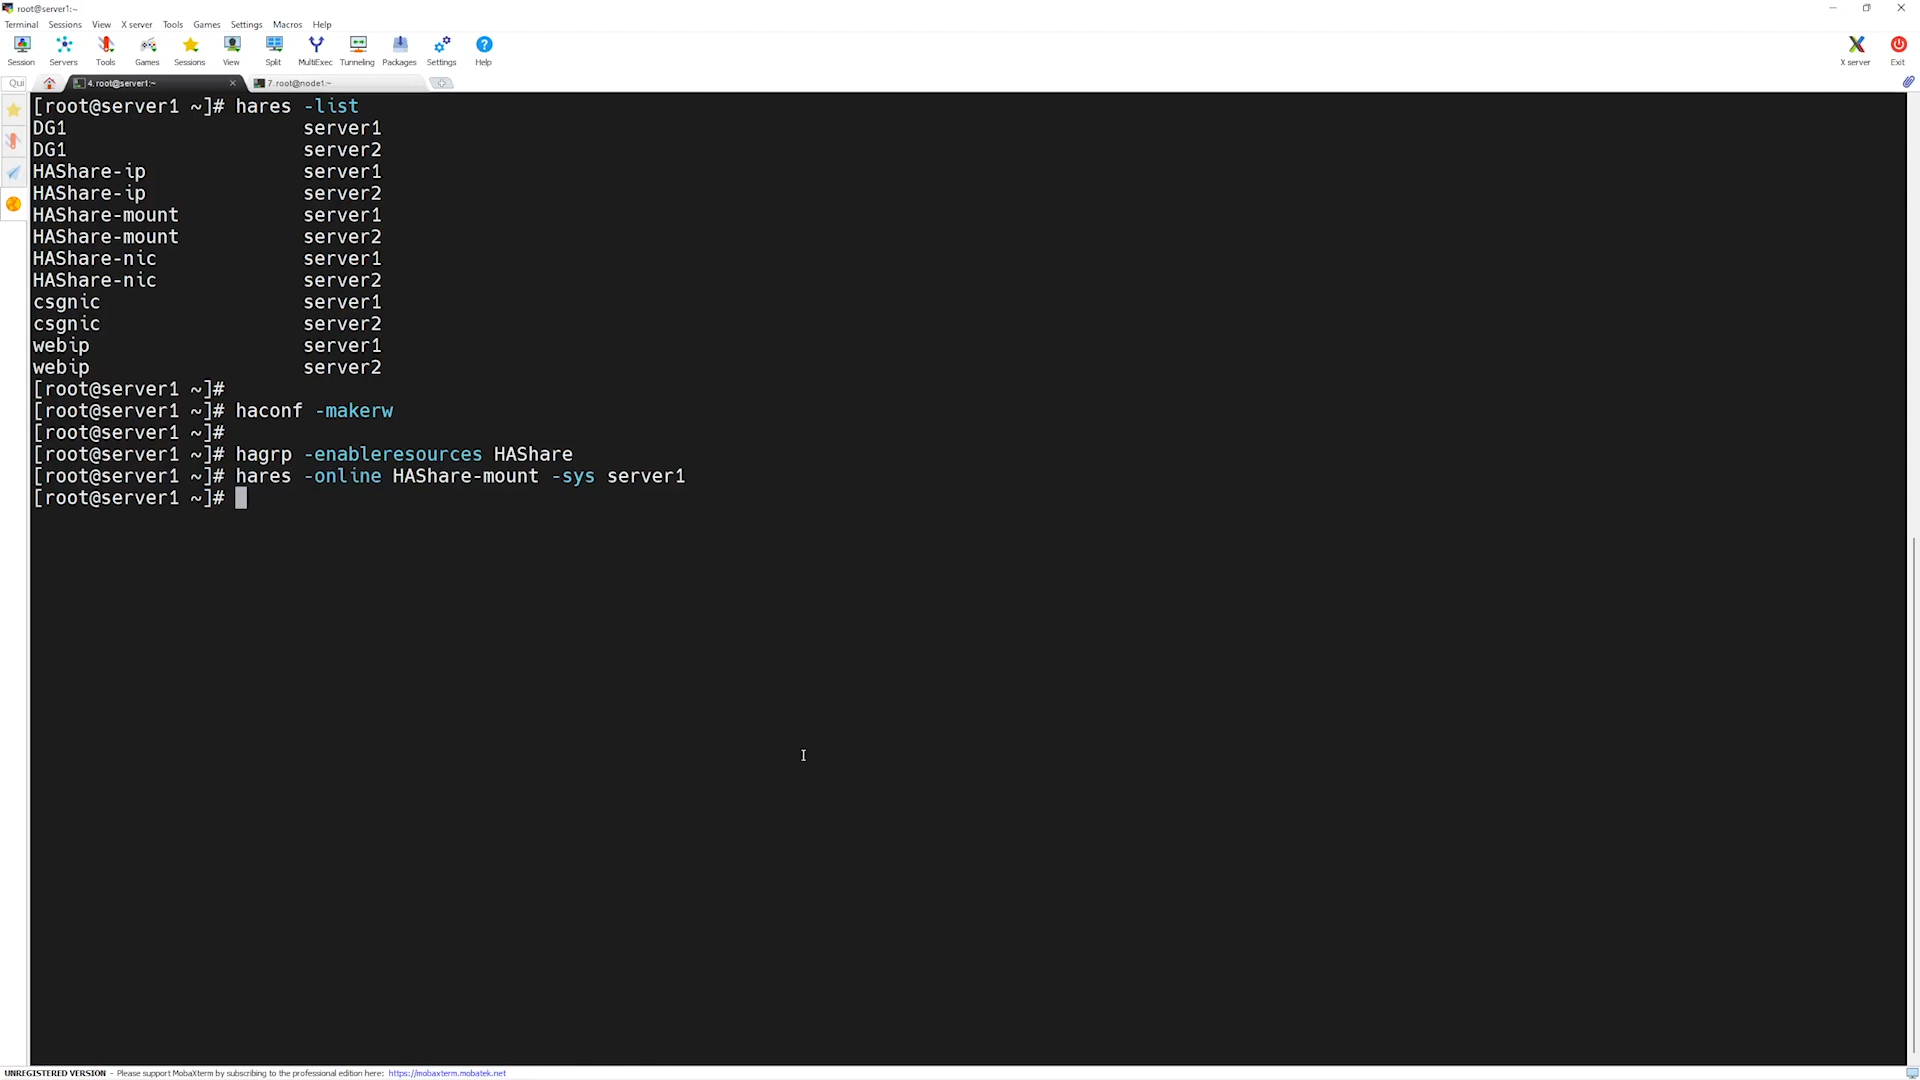 root@server1:~
Terminal Sessions View X server Tools Games Settings Macros Help
Session Servers Tools Games Sessions View Split MultiExec Tunneling Packages Settings Help X server Exit
Qui 4. root@server1:~ 7. root@node1:~
[root@server1 ~]# hares -list
DG1 server1
DG1 server2
HAShare-ip server1
HAShare-ip server2
HAShare-mount server1
HAShare-mount server2
HAShare-nic server1
HAShare-nic server2
csgnic server1
csgnic server2
webip server1
webip server2
[root@server1 ~]#
[root@server1 ~]# haconf -makerw
[root@server1 ~]#
[root@server1 ~]# hagrp -enableresources HAShare
[root@server1 ~]# hares -online HAShare-mount -sys server1
[root@server1 ~]#
UNREGISTERED VERSION - Please support MobaXterm by subscribing to the professional edition here: https://mobaxterm.mobatek.net